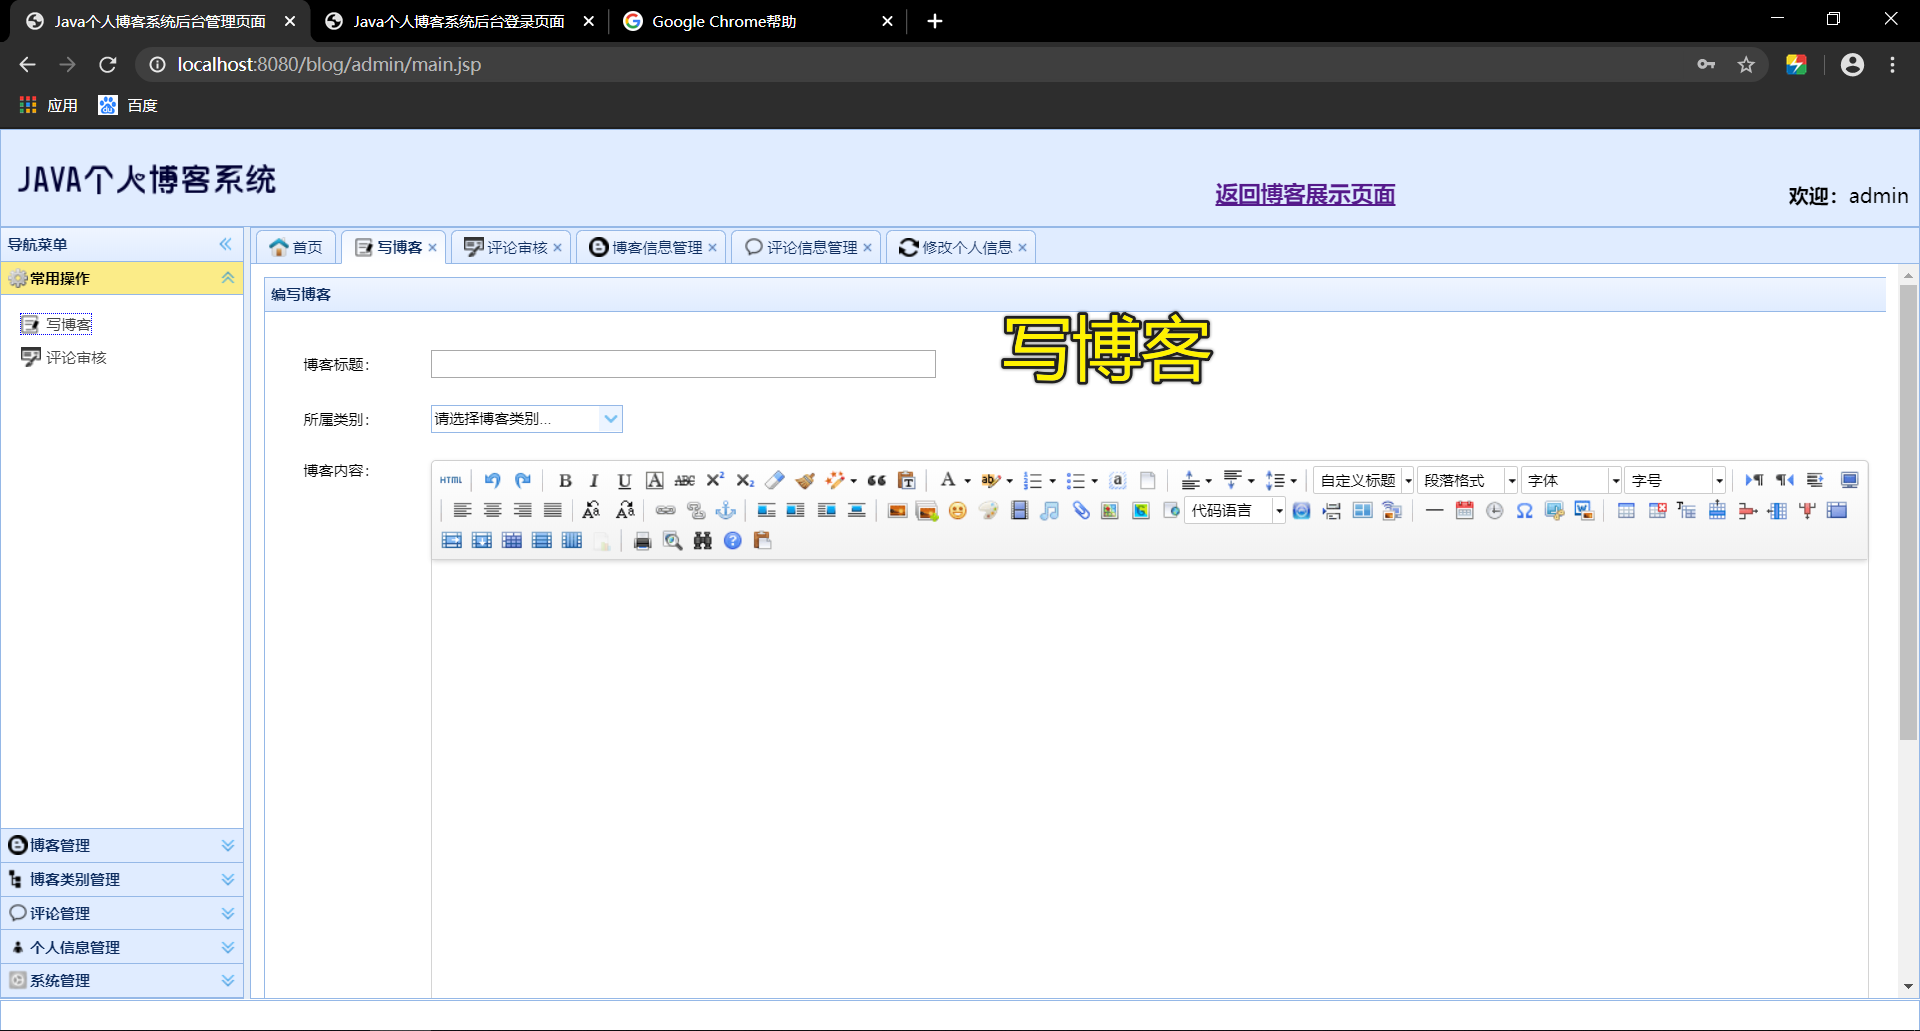 Java个人博客系统后台管理页面
Java个人博客系统后台登录页面
Google Chrome帮助
localhost:8080/blog/admin/main.jsp
应用
百度
JAVA个人博客系统
返回博客展示页面
欢迎：admin
导航菜单
首页
写博客
评论审核
博客信息管理
评论信息管理
修改个人信息
常用操作
写博客
评论审核
编写博客
写博客
博客标题：
所属类别：
请选择博客类别...
博客内容：
HTML
B I U A ABC X² X₂
A
ab
a
自定义标题
段落格式
字体
字号
代码语言
博客管理
博客类别管理
评论管理
个人信息管理
系统管理